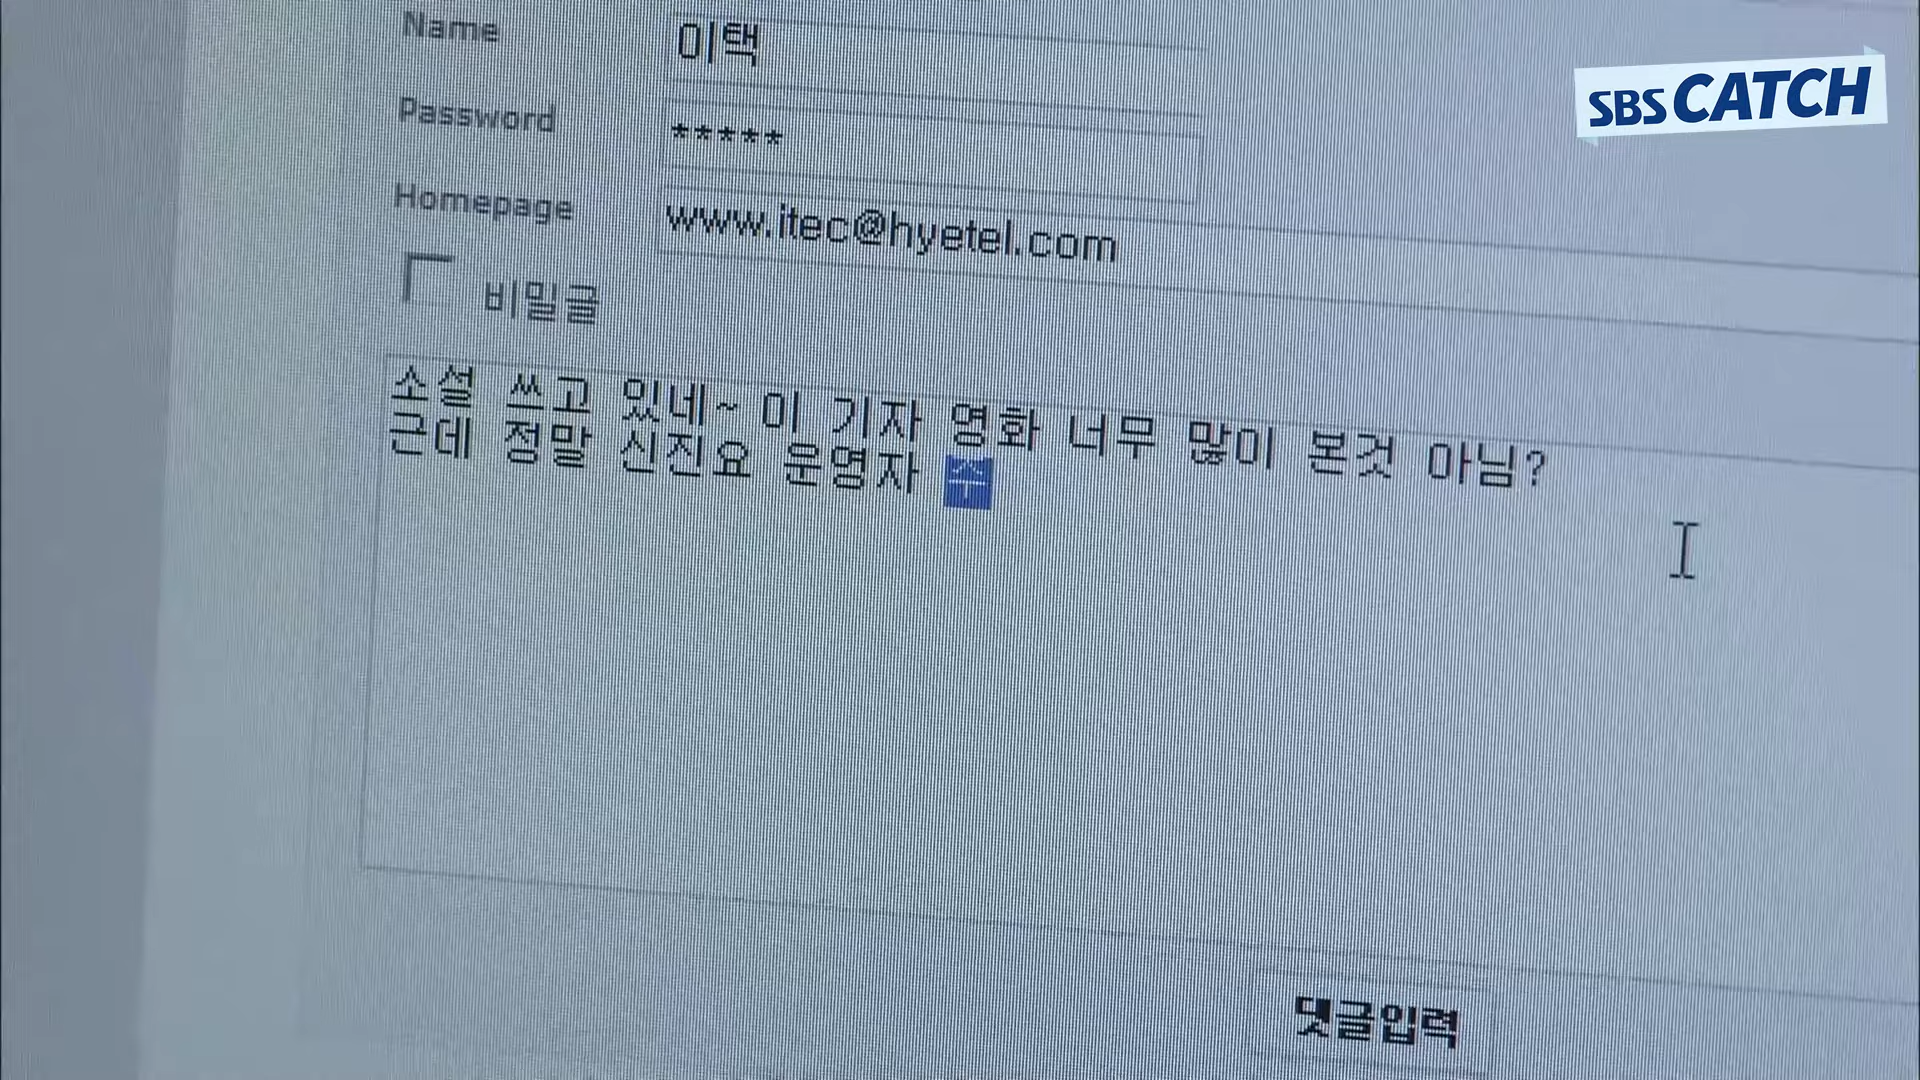 Name 이택
SBS CATCH
Password *****
Homepage www.itec@hyetel.com
비밀글
소설 쓰고 있네~ 이 기자 영화 너무 많이 본것 아님?
근데 정말 신진요 운영자 주
댓글입력